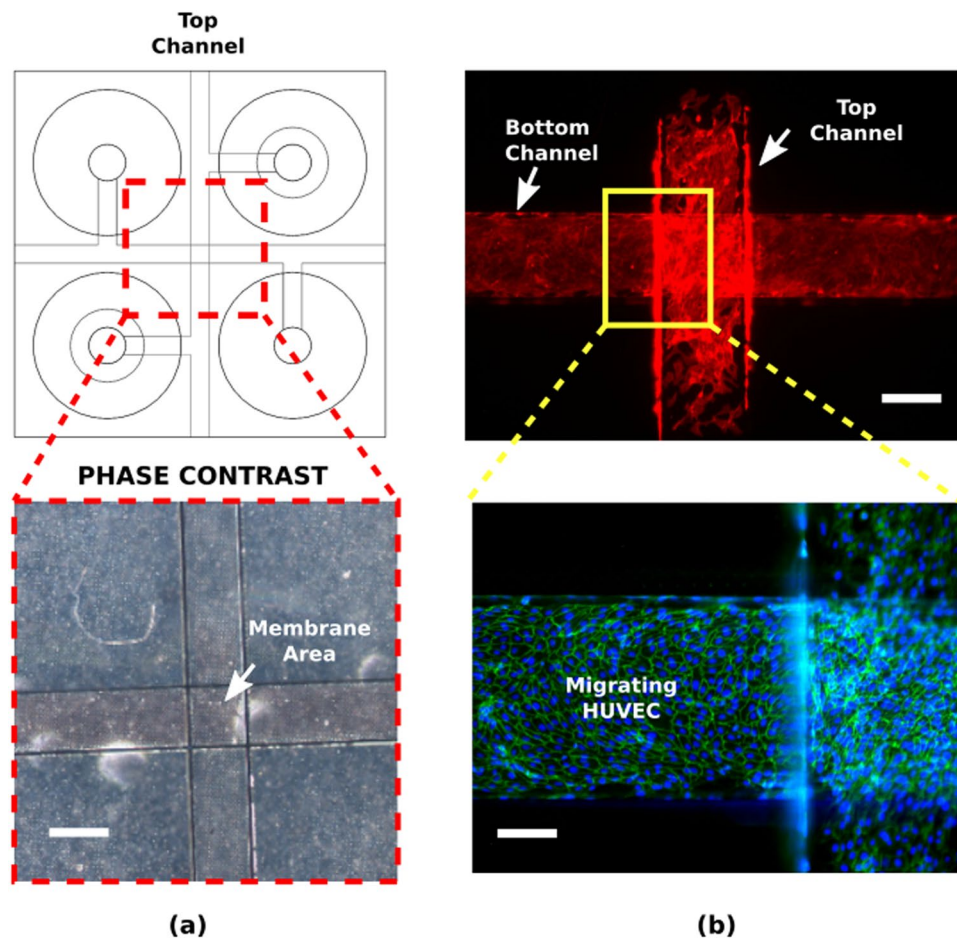 Top
Channel
Bottom
Channel
Top
Channel
PHASE CONTRAST
Membrane
Area
Migrating
HUVEC
(a)
(b)